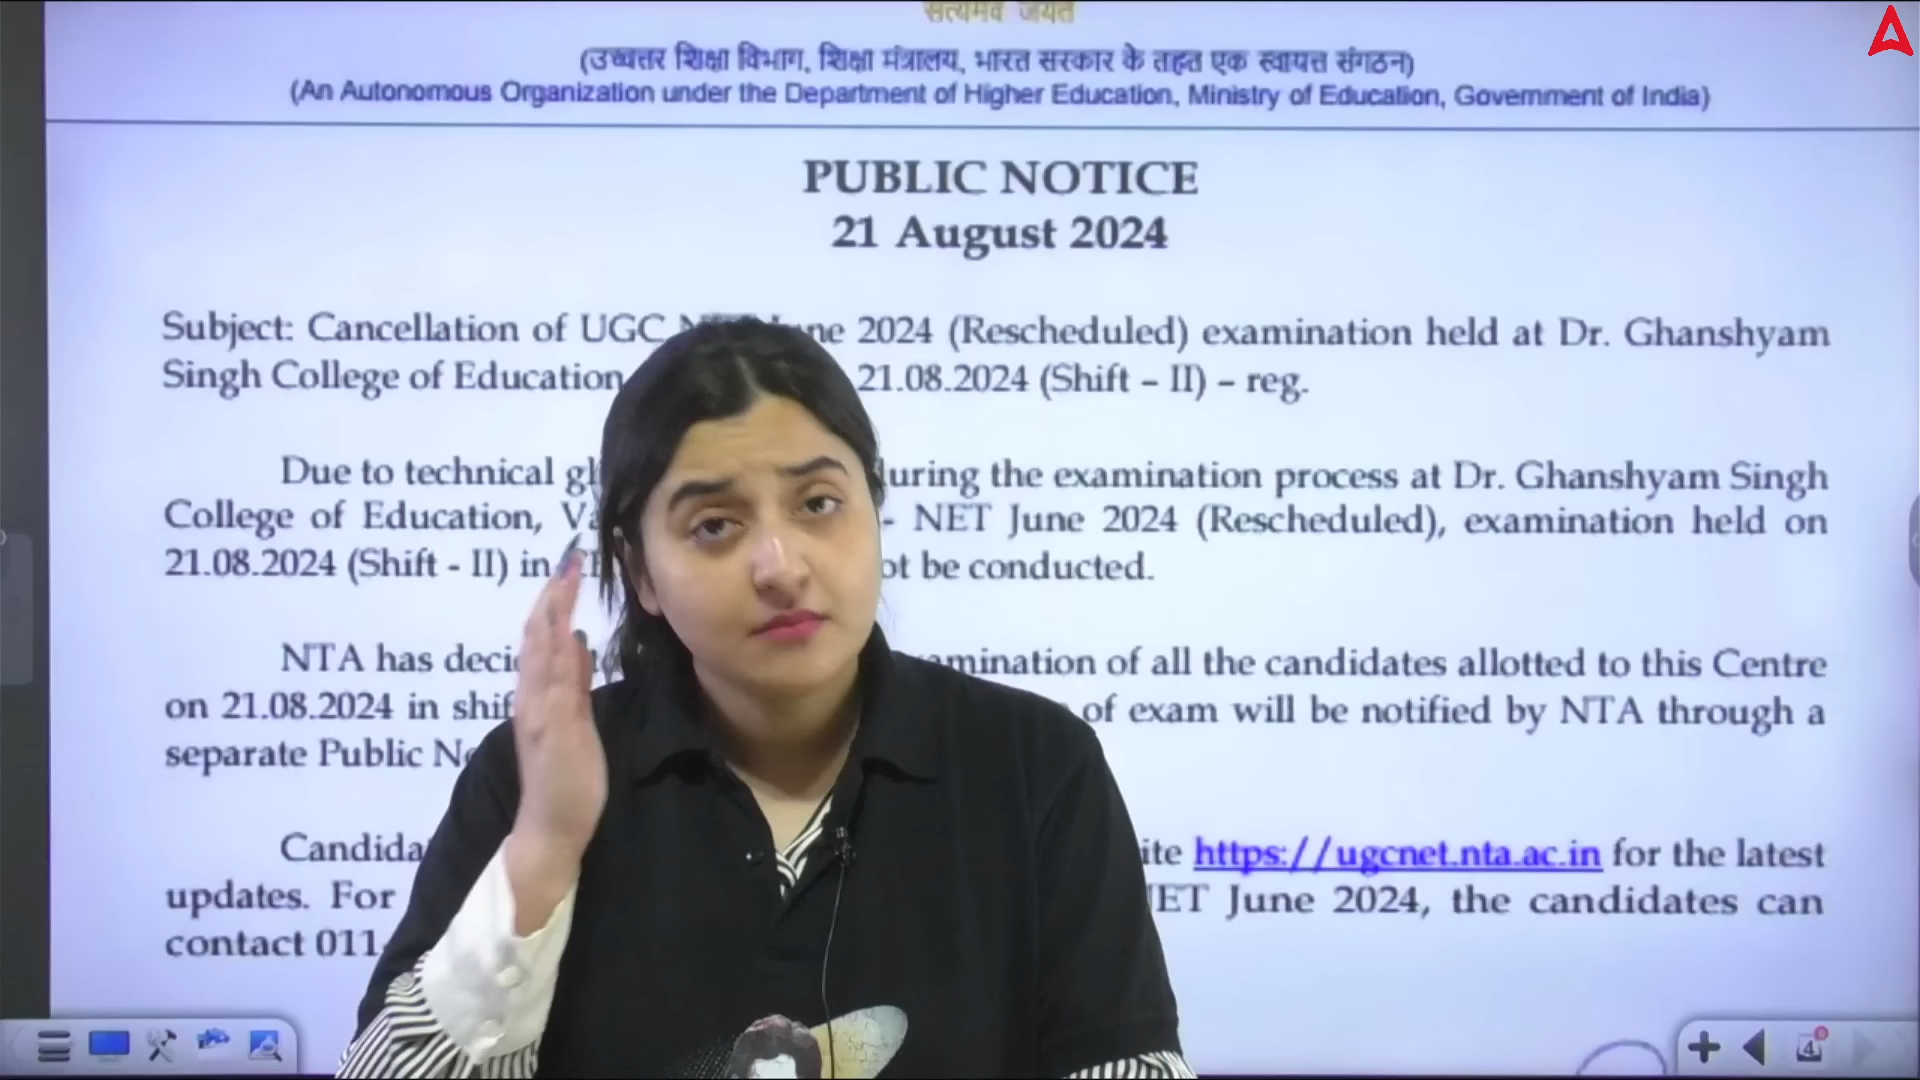 सत्यमेव जयते
(उच्चतर शिक्षा विभाग, शिक्षा मंत्रालय, भारत सरकार के तहत एक स्वायत्त संगठन)
(An Autonomous Organization under the Department of Higher Education, Ministry of Education, Government of India)
PUBLIC NOTICE
21 August 2024
Subject: Cancellation of UGC 2024 (Rescheduled) examination held at Dr. Ghanshyam
Singh College of Education 21.08.2024 (Shift – II) – reg.
Due to technical the examination process at Dr. Ghanshyam Singh
College of Education, - NET June 2024 (Rescheduled), examination held on
21.08.2024 (Shift - II) in be conducted.
NTA has of all the candidates allotted to this Centre
on 21.08.2024 in of exam will be notified by NTA through a
separate Public
https://ugcnet.nta.ac.in for the latest
updates. For June 2024, the candidates can
contact 011
4